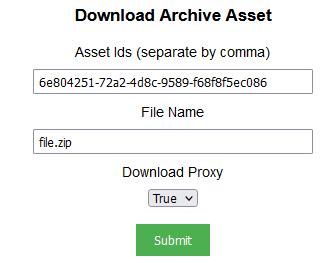 Download Archive Asset
Asset Ids (separate by comma)
6e804251-72a2-4d8c-9589-f68f8f5ec086
File Name
file.zip
Download Proxy
True
Submit